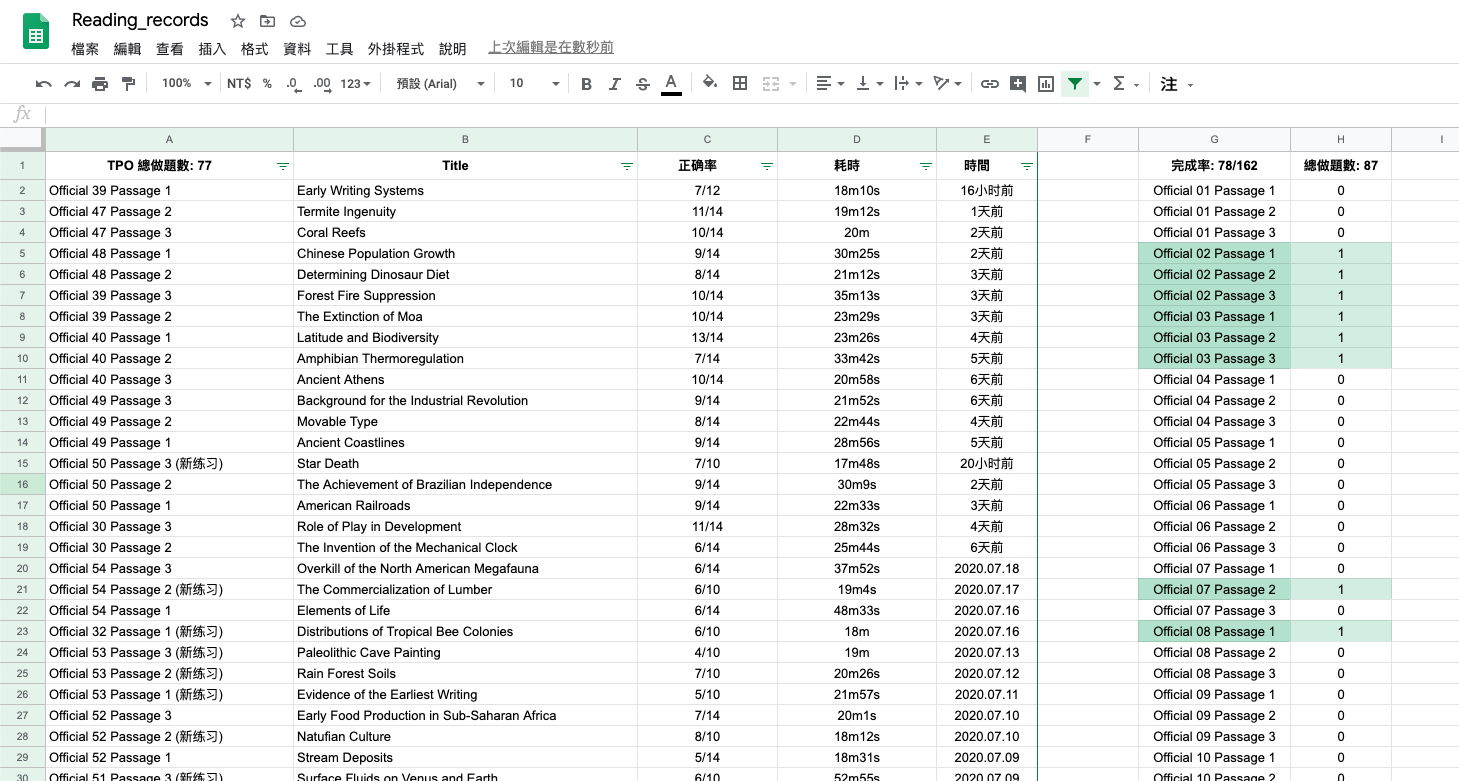 Reading_records
檔案 編輯 查看 插入 格式 資料 工具 外掛程式 說明 上次編輯是在數秒前
100% NT$ % .0 .00 123 預設 (Arial) 10 B I S A Σ 注
fx
A B C D E F G H I
1 TPO 總做題數: 77 Title 正确率 耗時 時間 完成率: 78/162 總做題數: 87
2 Official 39 Passage 1 Early Writing Systems 7/12 18m10s 16小时前 Official 01 Passage 1 0
3 Official 47 Passage 2 Termite Ingenuity 11/14 19m12s 1天前 Official 01 Passage 2 0
4 Official 47 Passage 3 Coral Reefs 10/14 20m 2天前 Official 01 Passage 3 0
5 Official 48 Passage 1 Chinese Population Growth 9/14 30m25s 2天前 Official 02 Passage 1 1
6 Official 48 Passage 2 Determining Dinosaur Diet 8/14 21m12s 3天前 Official 02 Passage 2 1
7 Official 39 Passage 3 Forest Fire Suppression 10/14 35m13s 3天前 Official 02 Passage 3 1
8 Official 39 Passage 2 The Extinction of Moa 10/14 23m29s 3天前 Official 03 Passage 1 1
9 Official 40 Passage 1 Latitude and Biodiversity 13/14 23m26s 4天前 Official 03 Passage 2 1
10 Official 40 Passage 2 Amphibian Thermoregulation 7/14 33m42s 5天前 Official 03 Passage 3 1
11 Official 40 Passage 3 Ancient Athens 10/14 20m58s 6天前 Official 04 Passage 1 0
12 Official 49 Passage 3 Background for the Industrial Revolution 9/14 21m52s 6天前 Official 04 Passage 2 0
13 Official 49 Passage 2 Movable Type 8/14 22m44s 4天前 Official 04 Passage 3 0
14 Official 49 Passage 1 Ancient Coastlines 9/14 28m56s 5天前 Official 05 Passage 1 0
15 Official 50 Passage 3 (新练习) Star Death 7/10 17m48s 20小时前 Official 05 Passage 2 0
16 Official 50 Passage 2 The Achievement of Brazilian Independence 9/14 30m9s 2天前 Official 05 Passage 3 0
17 Official 50 Passage 1 American Railroads 9/14 22m33s 3天前 Official 06 Passage 1 0
18 Official 30 Passage 3 Role of Play in Development 11/14 28m32s 4天前 Official 06 Passage 2 0
19 Official 30 Passage 2 The Invention of the Mechanical Clock 6/14 25m44s 6天前 Official 06 Passage 3 0
20 Official 54 Passage 3 Overkill of the North American Megafauna 6/14 37m52s 2020.07.18 Official 07 Passage 1 0
21 Official 54 Passage 2 (新练习) The Commercialization of Lumber 6/10 19m4s 2020.07.17 Official 07 Passage 2 1
22 Official 54 Passage 1 Elements of Life 6/14 48m33s 2020.07.16 Official 07 Passage 3 0
23 Official 32 Passage 1 (新练习) Distributions of Tropical Bee Colonies 6/10 18m 2020.07.16 Official 08 Passage 1 1
24 Official 53 Passage 3 (新练习) Paleolithic Cave Painting 4/10 19m 2020.07.13 Official 08 Passage 2 0
25 Official 53 Passage 2 (新练习) Rain Forest Soils 7/10 20m26s 2020.07.12 Official 08 Passage 3 0
26 Official 53 Passage 1 (新练习) Evidence of the Earliest Writing 5/10 21m57s 2020.07.11 Official 09 Passage 1 0
27 Official 52 Passage 3 Early Food Production in Sub-Saharan Africa 7/14 20m1s 2020.07.10 Official 09 Passage 2 0
28 Official 52 Passage 2 (新练习) Natufian Culture 8/10 18m12s 2020.07.10 Official 09 Passage 3 0
29 Official 52 Passage 1 Stream Deposits 5/14 18m31s 2020.07.09 Official 10 Passage 1 0
30 Official 51 Passage 3 (新练习) Surface Fluids on Venus and Earth 6/10 52m55s 2020.07.09 Official 10 Passage 2 0